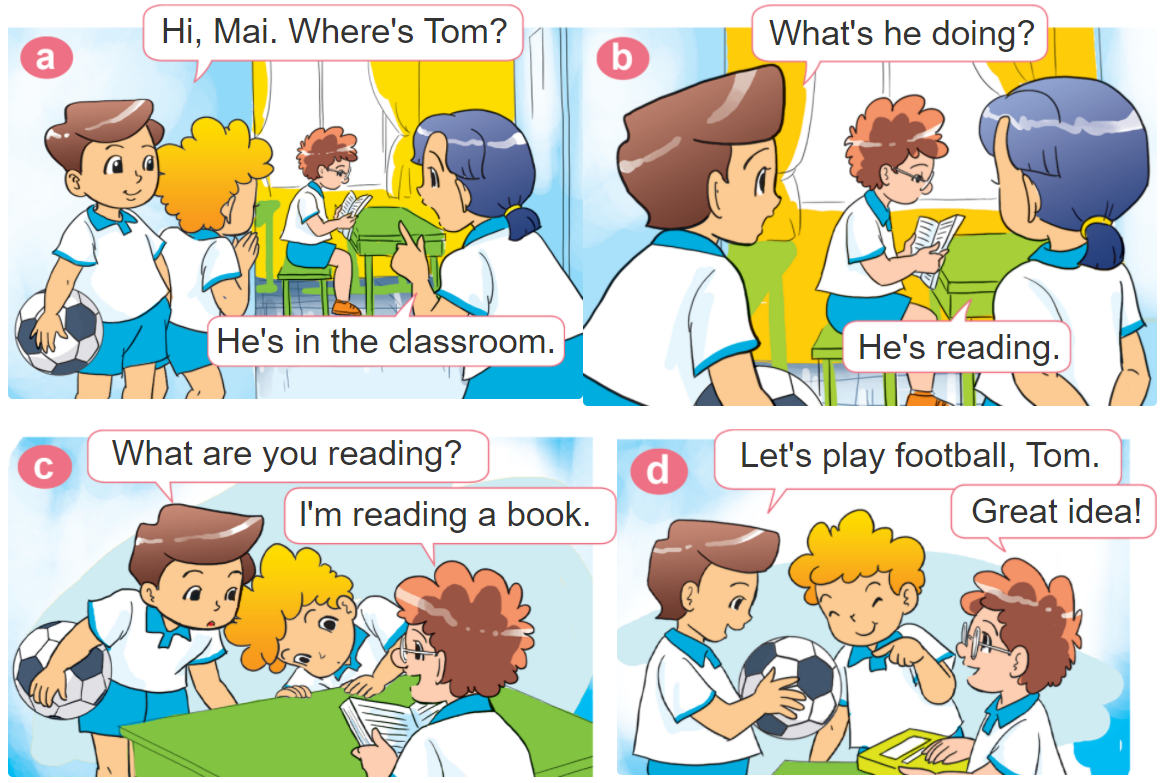 a
Hi, Mai. Where's Tom?
He's in the classroom.
b
What's he doing?
He's reading.
c
What are you reading?
I'm reading a book.
d
Let's play football, Tom.
Great idea!